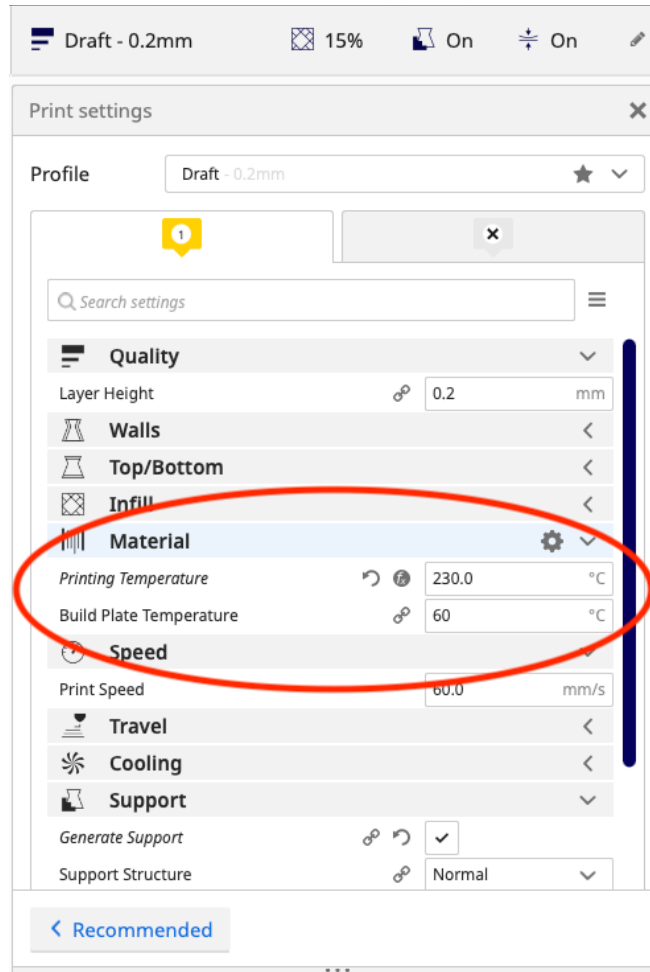 Draft - 0.2mm 15% On On
Print settings
Profile Draft - 0.2mm
1
Search settings
Quality
Layer Height 0.2 mm
Walls
Top/Bottom
Infill
Material
Printing Temperature 230.0 °C
Build Plate Temperature 60 °C
Speed
Print Speed 60.0 mm/s
Travel
Cooling
Support
Generate Support
Support Structure Normal
Recommended